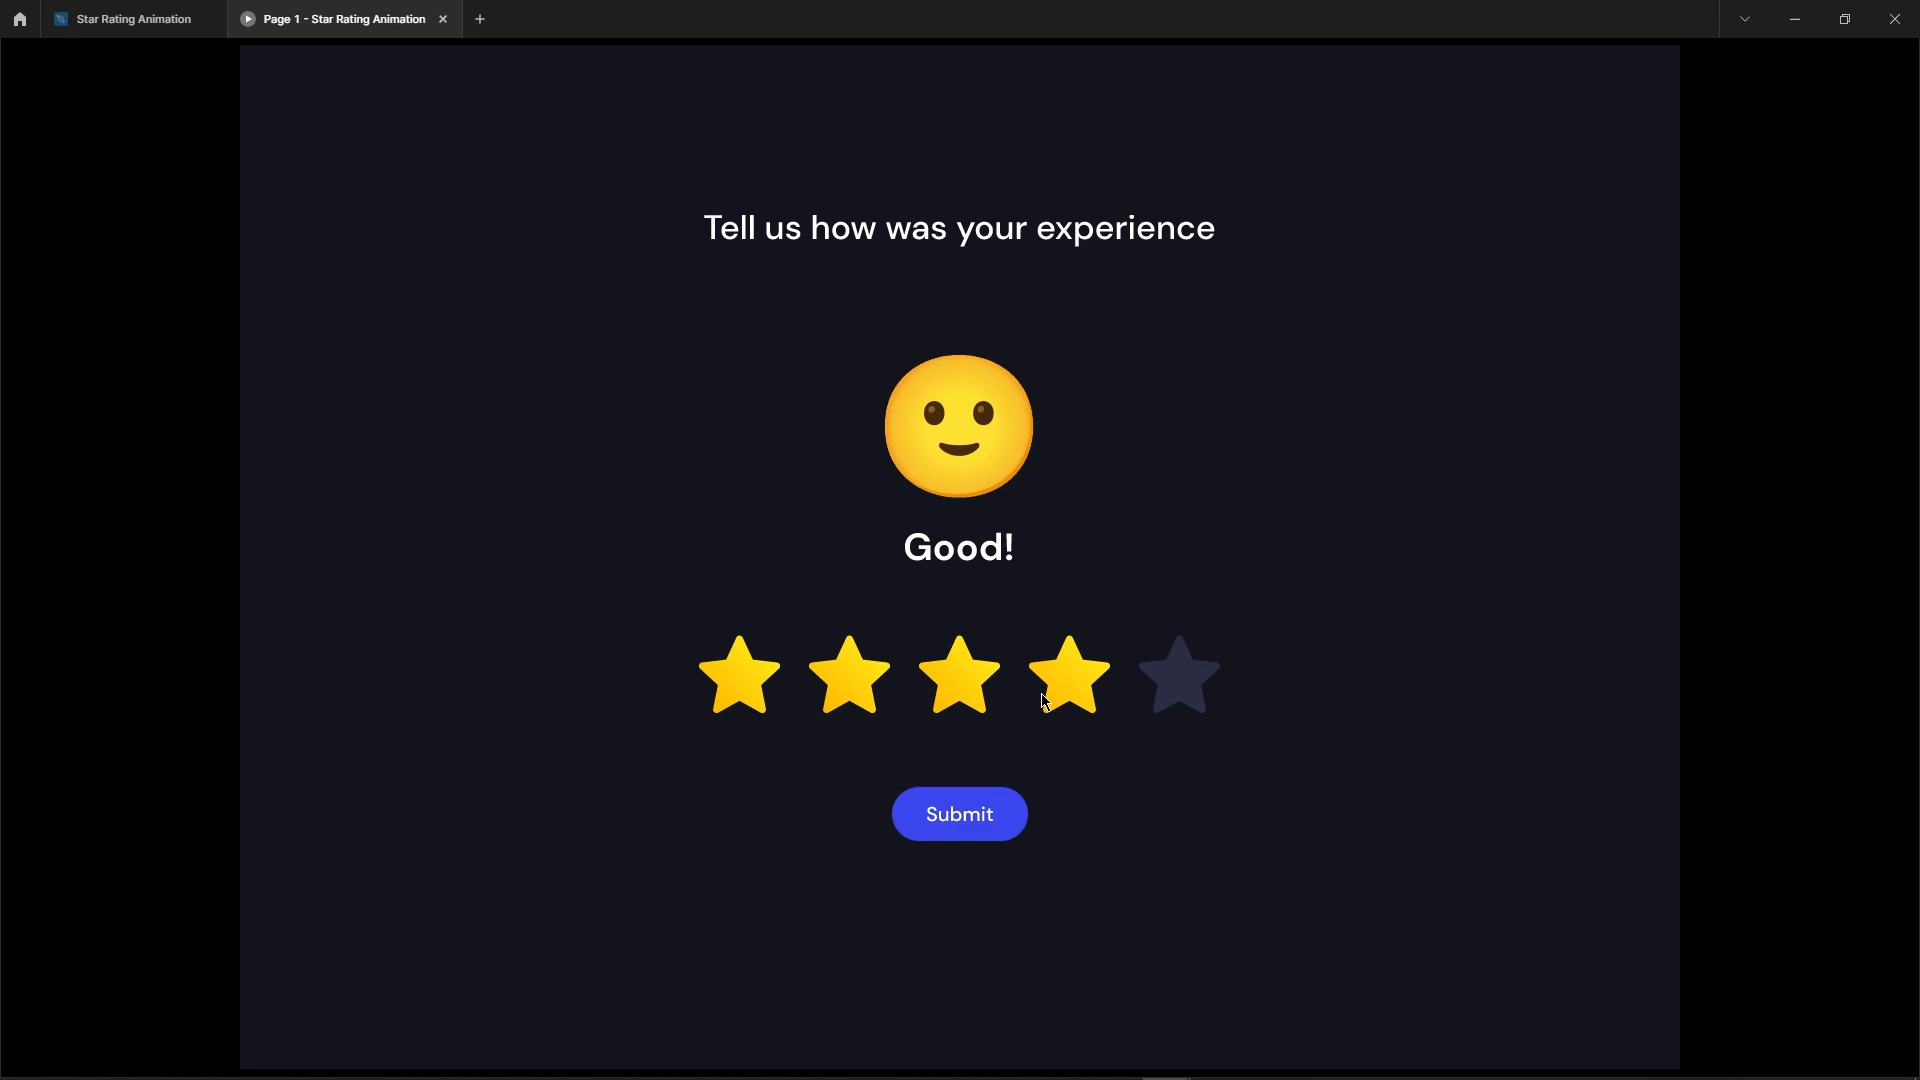 Star Rating Animation
Page 1 - Star Rating Animation
Tell us how was your experience
Good!
Submit